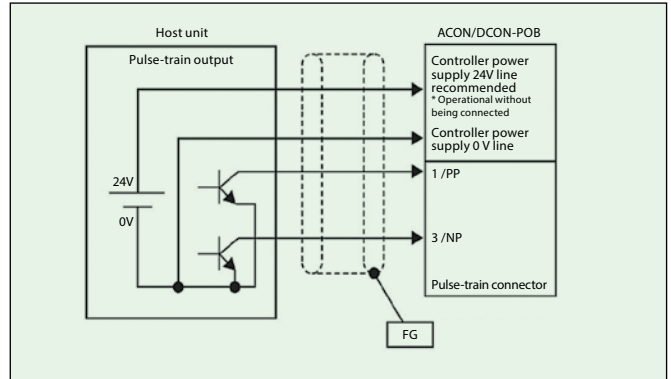 Host unit
Pulse-train output
24V
0V
ACON/DCON-POB
Controller power
supply 24V line
recommended
* Operational without
being connected
Controller power
supply 0 V line
1 /PP
3 /NP
Pulse-train connector
FG